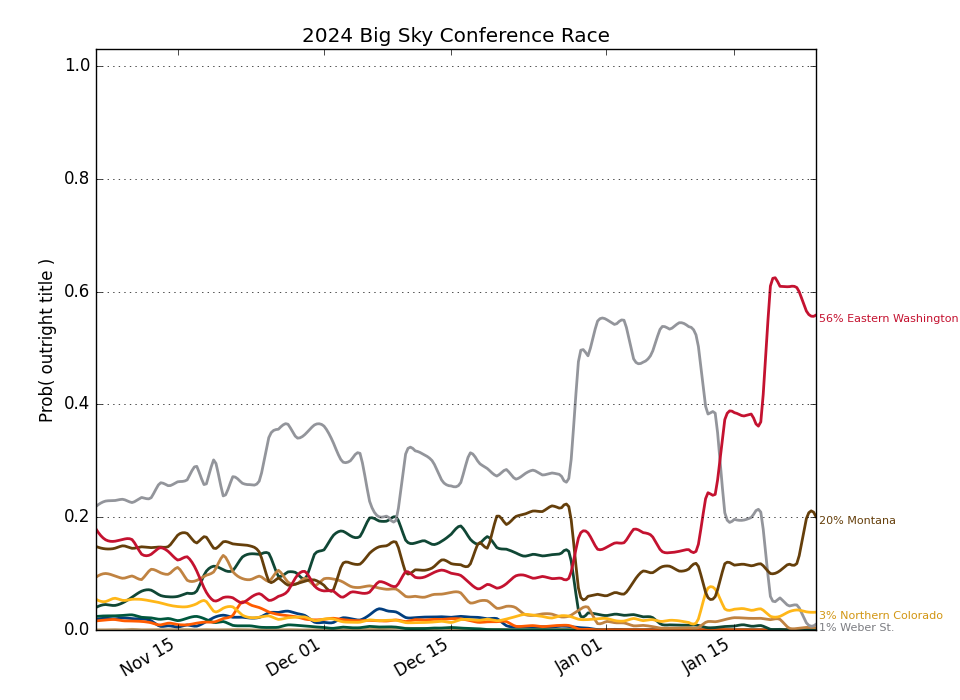 2024 Big Sky Conference Race
Prob( outright title )
1.0
0.8
0.6
0.4
0.2
0.0
56% Eastern Washington
20% Montana
3% Northern Colorado
1% Weber St.
Nov 15
Dec 01
Dec 15
Jan 01
Jan 15